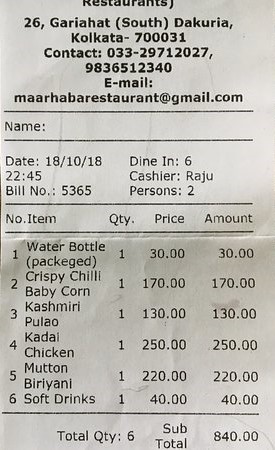 Restaurants)
26, Gariahat (South) Dakuria,
Kolkata- 700031
Contact: 033-29712027,
9836512340
E-mail:
maarhabarestaurant@gmail.com
Name:
Date: 18/10/18 Dine In: 6
22:45 Cashier: Raju
Bill No.: 5365 Persons: 2
No.Item Qty. Price Amount
1 Water Bottle (packeged) 1 30.00 30.00
2 Crispy Chilli Baby Corn 1 170.00 170.00
3 Kashmiri Pulao 1 130.00 130.00
4 Kadai Chicken 1 250.00 250.00
5 Mutton Biriyani 1 220.00 220.00
6 Soft Drinks 1 40.00 40.00
Total Qty: 6 Sub Total 840.00